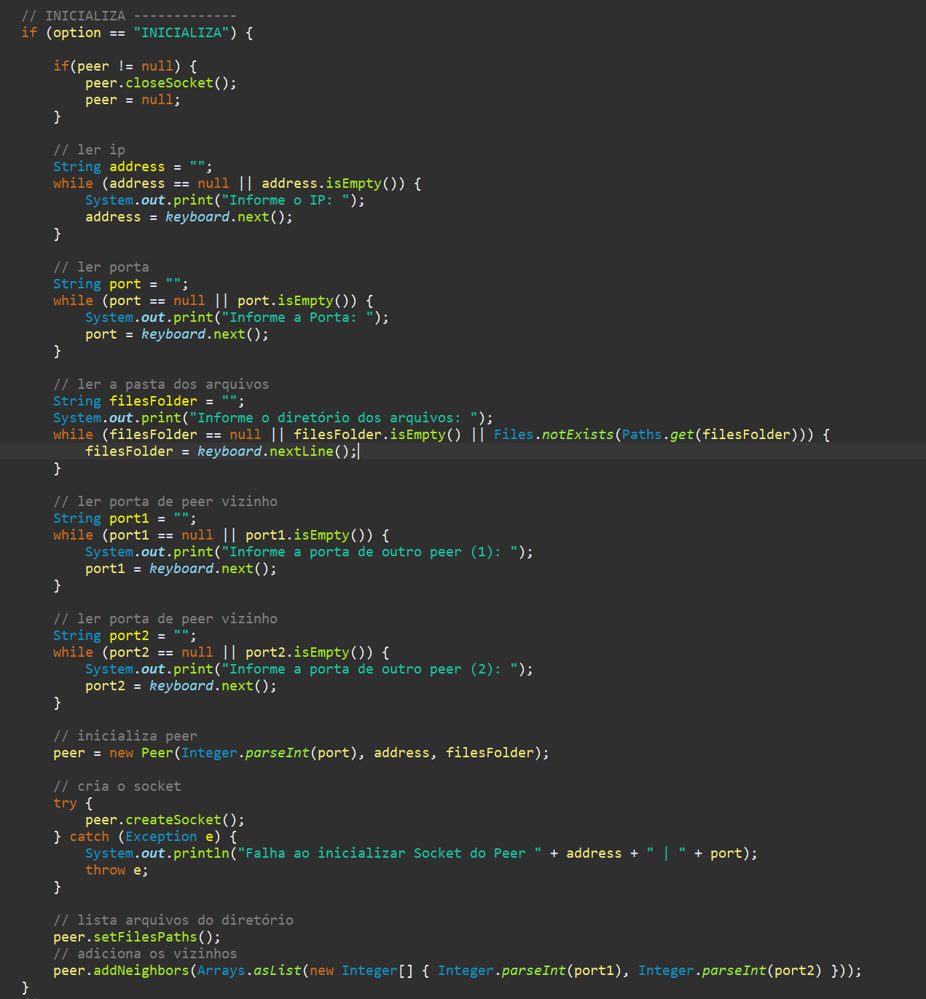 // INICIALIZA -------------
if (option == "INICIALIZA") {
if(peer != null) {
peer.closeSocket();
peer = null;
}
// ler ip
String address = "";
while (address == null || address.isEmpty()) {
System.out.print("Informe o IP: ");
address = keyboard.next();
}
// ler porta
String port = "";
while (port == null || port.isEmpty()) {
System.out.print("Informe a Porta: ");
port = keyboard.next();
}
// ler a pasta dos arquivos
String filesFolder = "";
System.out.print("Informe o diretório dos arquivos: ");
while (filesFolder == null || filesFolder.isEmpty() || Files.notExists(Paths.get(filesFolder))) {
filesFolder = keyboard.nextLine();
}
// ler porta de peer vizinho
String port1 = "";
while (port1 == null || port1.isEmpty()) {
System.out.print("Informe a porta de outro peer (1): ");
port1 = keyboard.next();
}
// ler porta de peer vizinho
String port2 = "";
while (port2 == null || port2.isEmpty()) {
System.out.print("Informe a porta de outro peer (2): ");
port2 = keyboard.next();
}
// inicializa peer
peer = new Peer(Integer.parseInt(port), address, filesFolder);
// cria o socket
try {
peer.createSocket();
} catch (Exception e) {
System.out.println("Falha ao inicializar Socket do Peer " + address + " | " + port);
throw e;
}
// lista arquivos do diretório
peer.setFilesPaths();
// adiciona os vizinhos
peer.addNeighbors(Arrays.asList(new Integer[] { Integer.parseInt(port1), Integer.parseInt(port2) }));
}